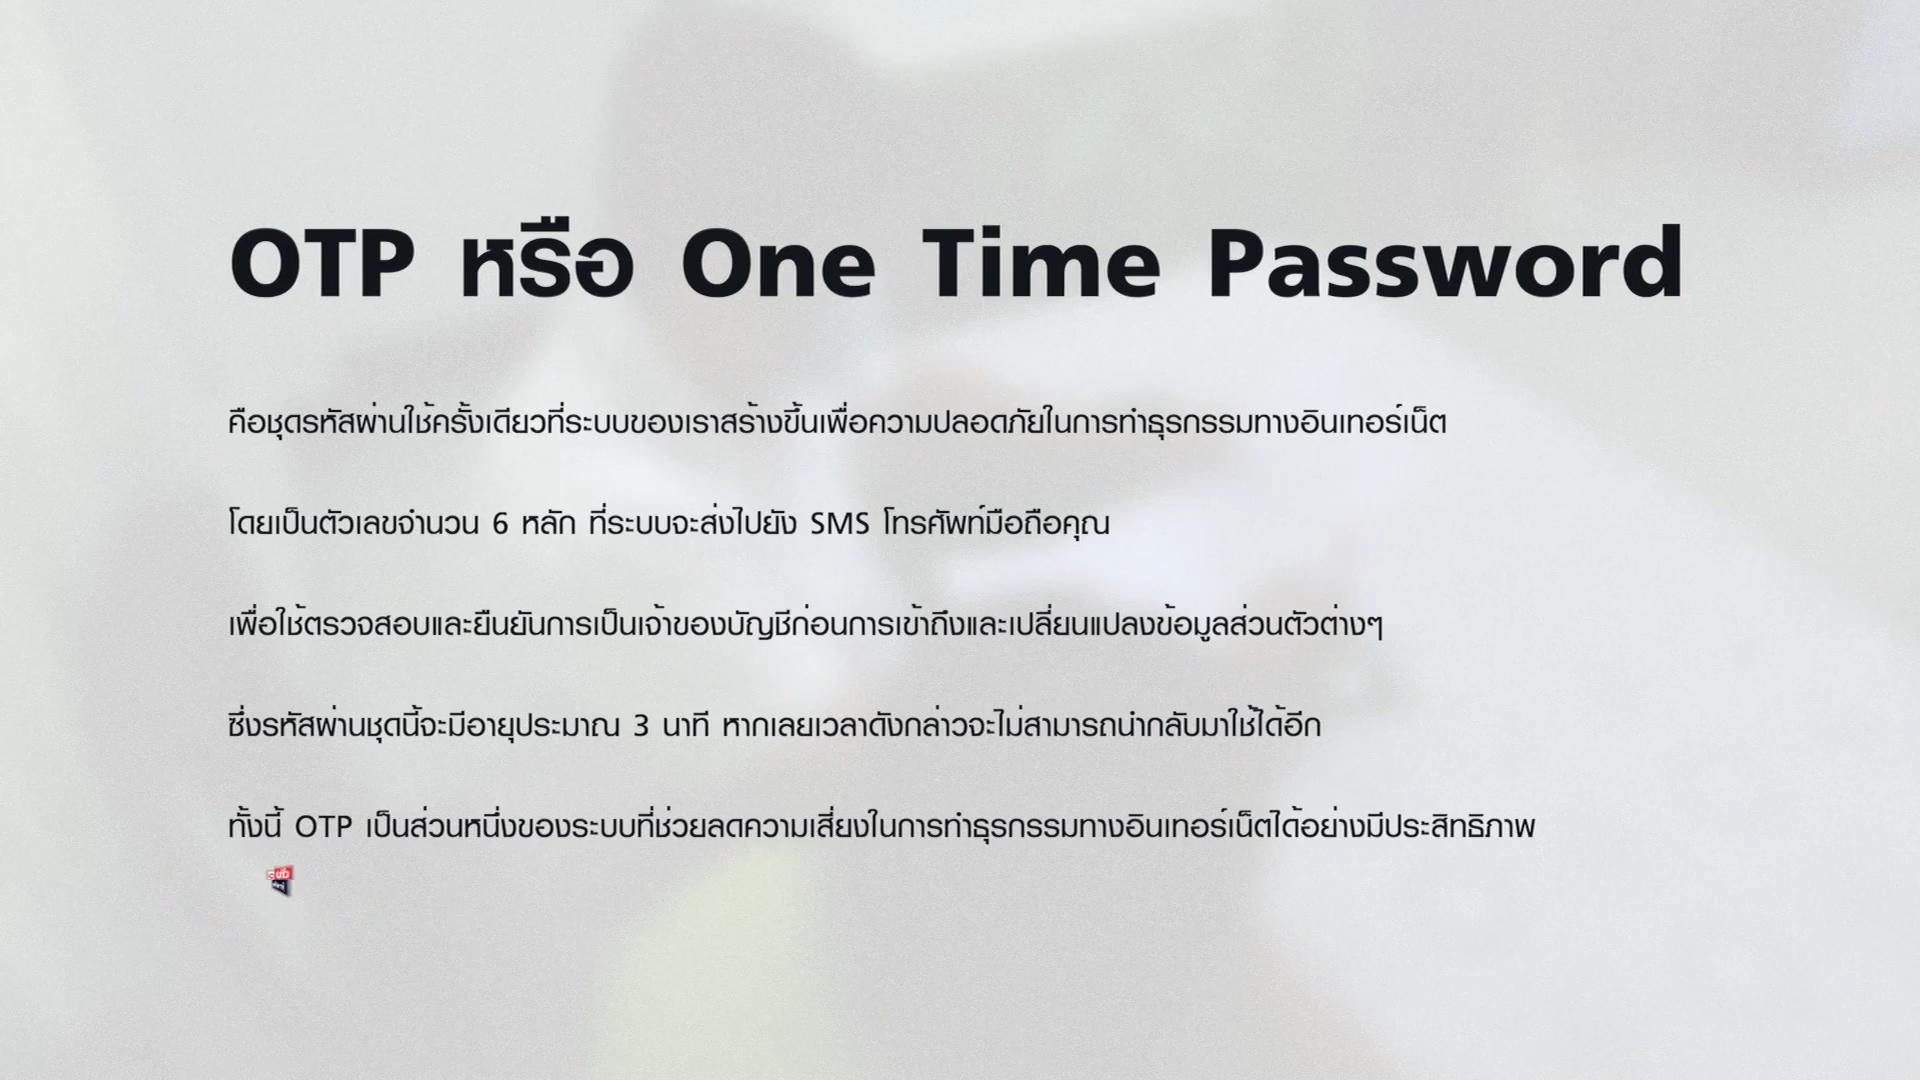 OTP หรือ One Time Password
คือชุดรหัสผ่านใช้ครั้งเดียวที่ระบบของเราสร้างขึ้นเพื่อความปลอดภัยในการทำธุรกรรมทางอินเทอร์เน็ต
โดยเป็นตัวเลขจำนวน 6 หลัก ที่ระบบจะส่งไปยัง SMS โทรศัพท์มือถือคุณ
เพื่อใช้ตรวจสอบและยืนยันการเป็นเจ้าของบัญชีก่อนการเข้าถึงและเปลี่ยนแปลงข้อมูลส่วนตัวต่างๆ
ซึ่งรหัสผ่านชุดนี้จะมีอายุประมาณ 3 นาที หากเลยเวลาดังกล่าวจะไม่สามารถนำกลับมาใช้ได้อีก
ทั้งนี้ OTP เป็นส่วนหนึ่งของระบบที่ช่วยลดความเสี่ยงในการทำธุรกรรมทางอินเทอร์เน็ตได้อย่างมีประสิทธิภาพ